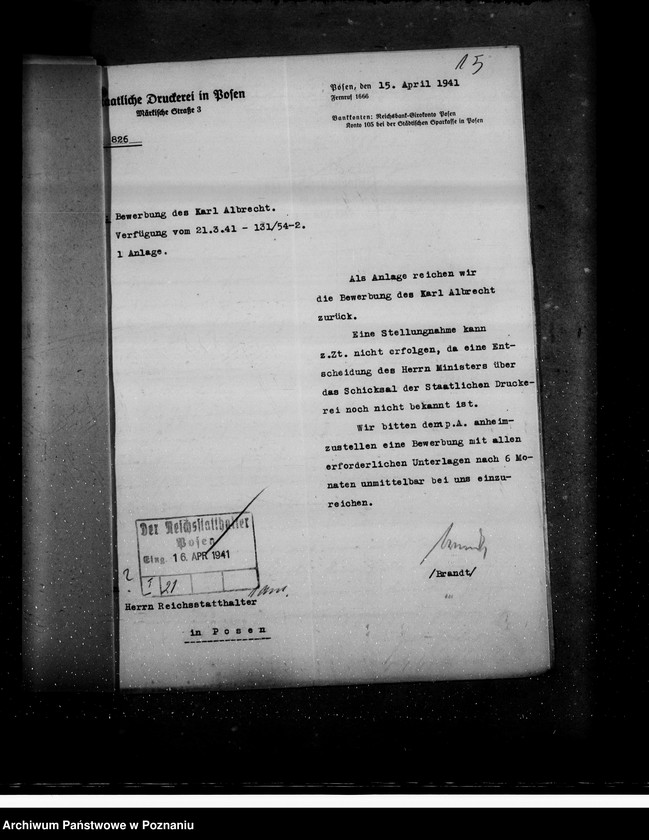 15
aatliche Druckerei in Posen
Märkische Straße 3
826
Posen, den 15. April 1941
Fernruf 1666
Bankkonten: Reichsbank-Girokonto Posen
Konto 105 bei der Städtischen Sparkasse in Posen
Bewerbung des Karl Albrecht.
Verfügung vom 21.3.41 - 131/54-2.
1 Anlage.
Als Anlage reichen wir
die Bewerbung des Karl Albrecht
zurück.
Eine Stellungnahme kann
z.Zt. nicht erfolgen, da eine Ent-
scheidung des Herrn Ministers über
das Schicksal der Staatlichen Drucke-
rei noch nicht bekannt ist.
Wir bitten dem p.A. anheim-
zustellen eine Bewerbung mit allen
erforderlichen Unterlagen nach 6 Mo-
naten unmittelbar bei uns einzu-
reichen.
/Brandt/
Der Reichsstatthalter
Posen
Eing. 16. APR 1941
I 21
?
Herrn Reichsstatthalter
in Posen
Archiwum Państwowe w Poznaniu